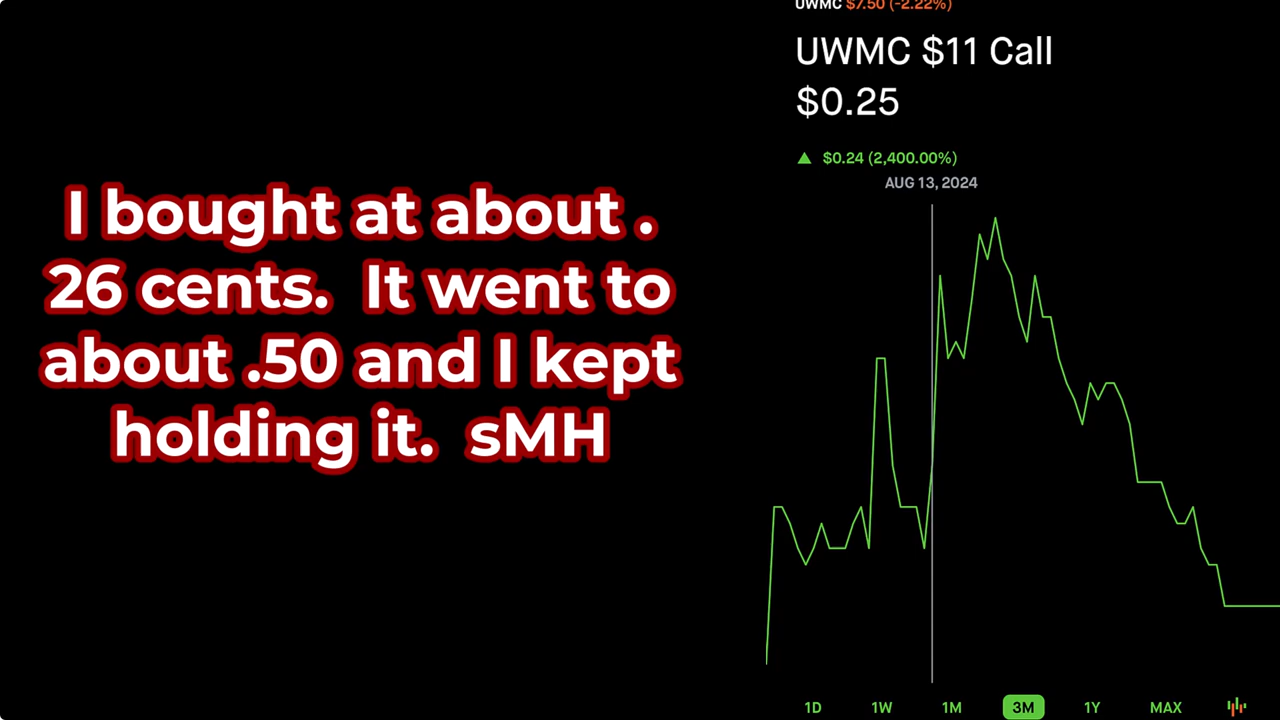 I bought at about .
26 cents. It went to
about .50 and I kept
holding it. sMH
UWMC $7.50 (-2.22%)
UWMC $11 Call
$0.25
▲ $0.24 (2,400.00%)
AUG 13, 2024
1D 1W 1M 3M 1Y MAX